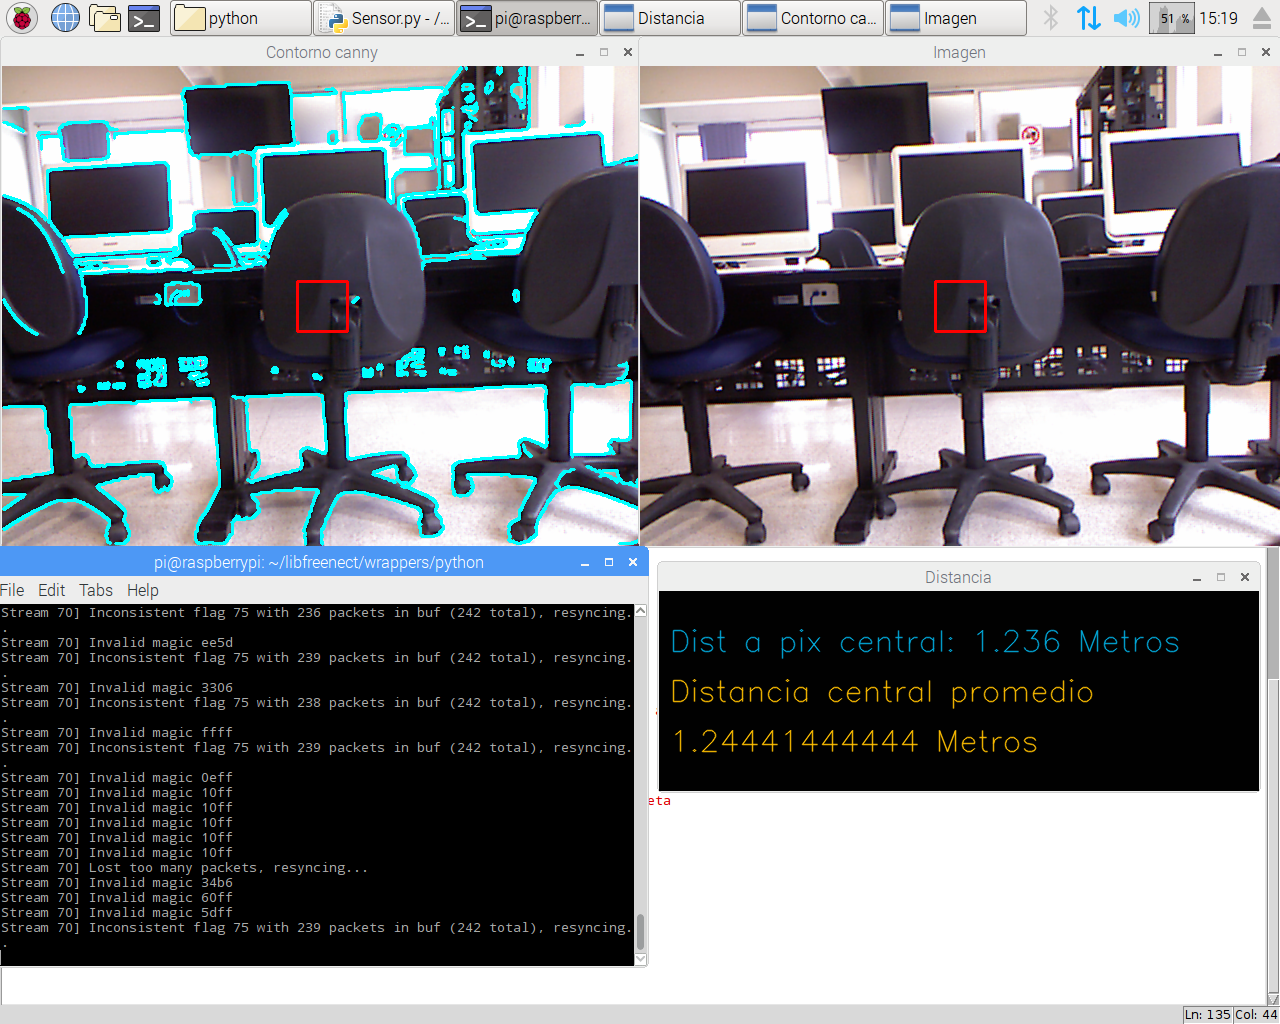 python
Sensor.py - /...
pi@raspberr...
Distancia
Contorno ca...
Imagen
51 %
15:19
Contorno canny
Imagen
pi@raspberrypi: ~/libfreenect/wrappers/python
File Edit Tabs Help
Stream 70] Inconsistent flag 75 with 236 packets in buf (242 total), resyncing.
.
Stream 70] Invalid magic ee5d
Stream 70] Inconsistent flag 75 with 239 packets in buf (242 total), resyncing.
.
Stream 70] Invalid magic 3306
Stream 70] Inconsistent flag 75 with 238 packets in buf (242 total), resyncing.
.
Stream 70] Invalid magic ffff
Stream 70] Inconsistent flag 75 with 239 packets in buf (242 total), resyncing.
.
Stream 70] Invalid magic 0eff
Stream 70] Invalid magic 10ff
Stream 70] Invalid magic 10ff
Stream 70] Invalid magic 10ff
Stream 70] Invalid magic 10ff
Stream 70] Invalid magic 10ff
Stream 70] Lost too many packets, resyncing...
Stream 70] Invalid magic 34b6
Stream 70] Invalid magic 60ff
Stream 70] Invalid magic 5dff
Stream 70] Inconsistent flag 75 with 239 packets in buf (242 total), resyncing.
.
Distancia
Dist a pix central: 1.236 Metros
Distancia central promedio
1.24441444444 Metros
eta
Ln: 135 Col: 44